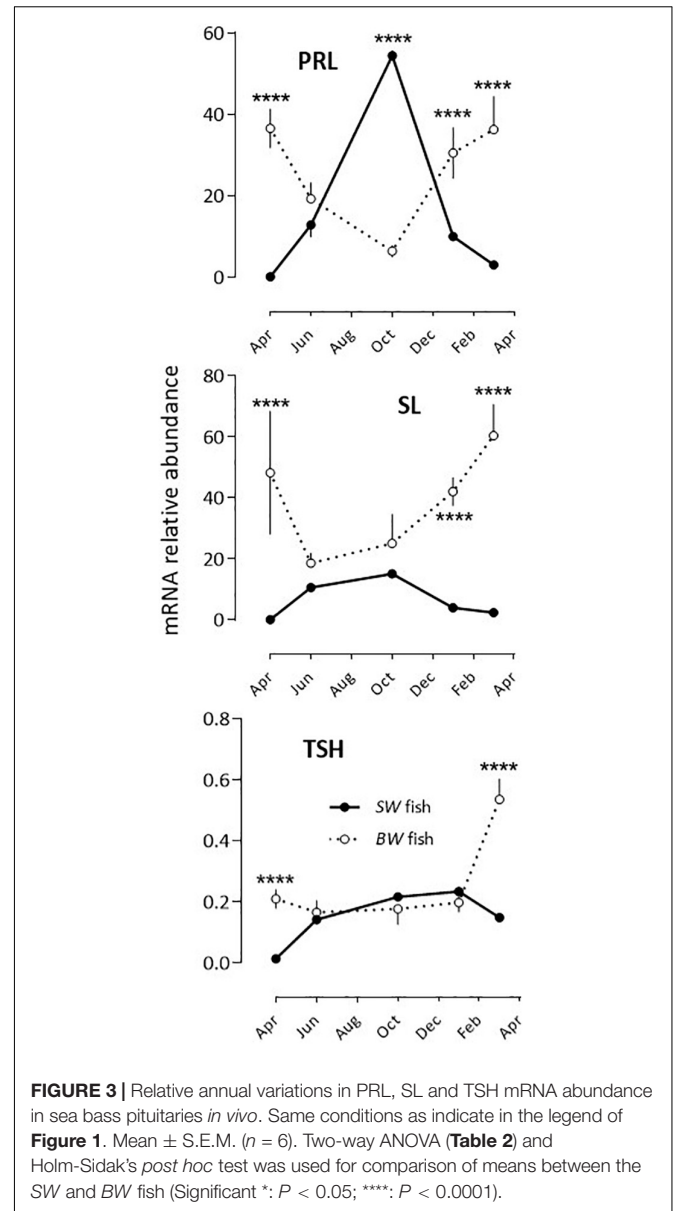 60
PRL
****
****
****
****
40
20
0
Apr
Jun
Aug
Oct
Dec
Feb
Apr
mRNA relative abundance
80
SL
****
****
****
60
40
20
0
Apr
Jun
Aug
Oct
Dec
Feb
Apr
0.8
TSH
****
****
0.6
SW fish
BW fish
0.4
0.2
0.0
Apr
Jun
Aug
Oct
Dec
Feb
Apr
FIGURE 3 | Relative annual variations in PRL, SL and TSH mRNA abundance
in sea bass pituitaries in vivo. Same conditions as indicate in the legend of
Figure 1. Mean ± S.E.M. (n = 6). Two-way ANOVA (Table 2) and
Holm-Sidak's post hoc test was used for comparison of means between the
SW and BW fish (Significant *: P < 0.05; ****: P < 0.0001).